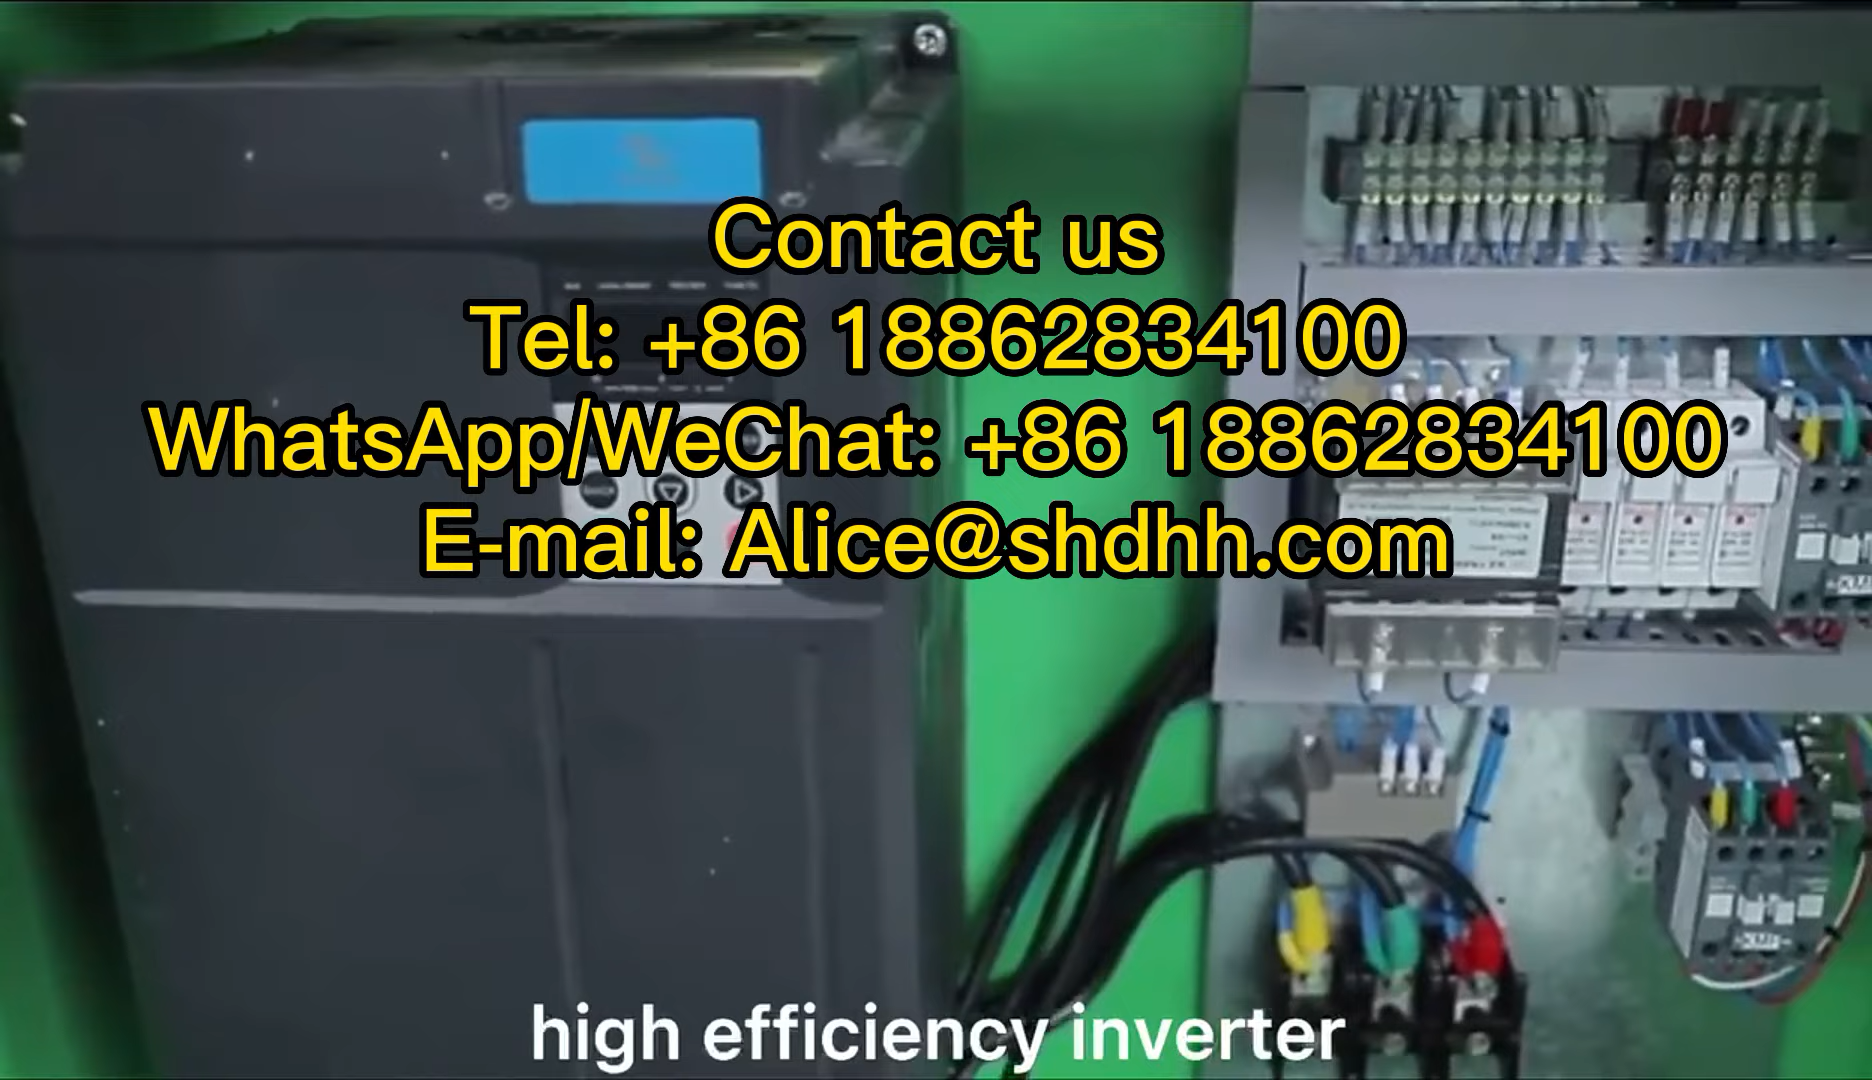 Contact us
Tel: +86 18862834100
WhatsApp/WeChat: +86 18862834100
E-mail: Alice@shdhh.com
high efficiency inverter